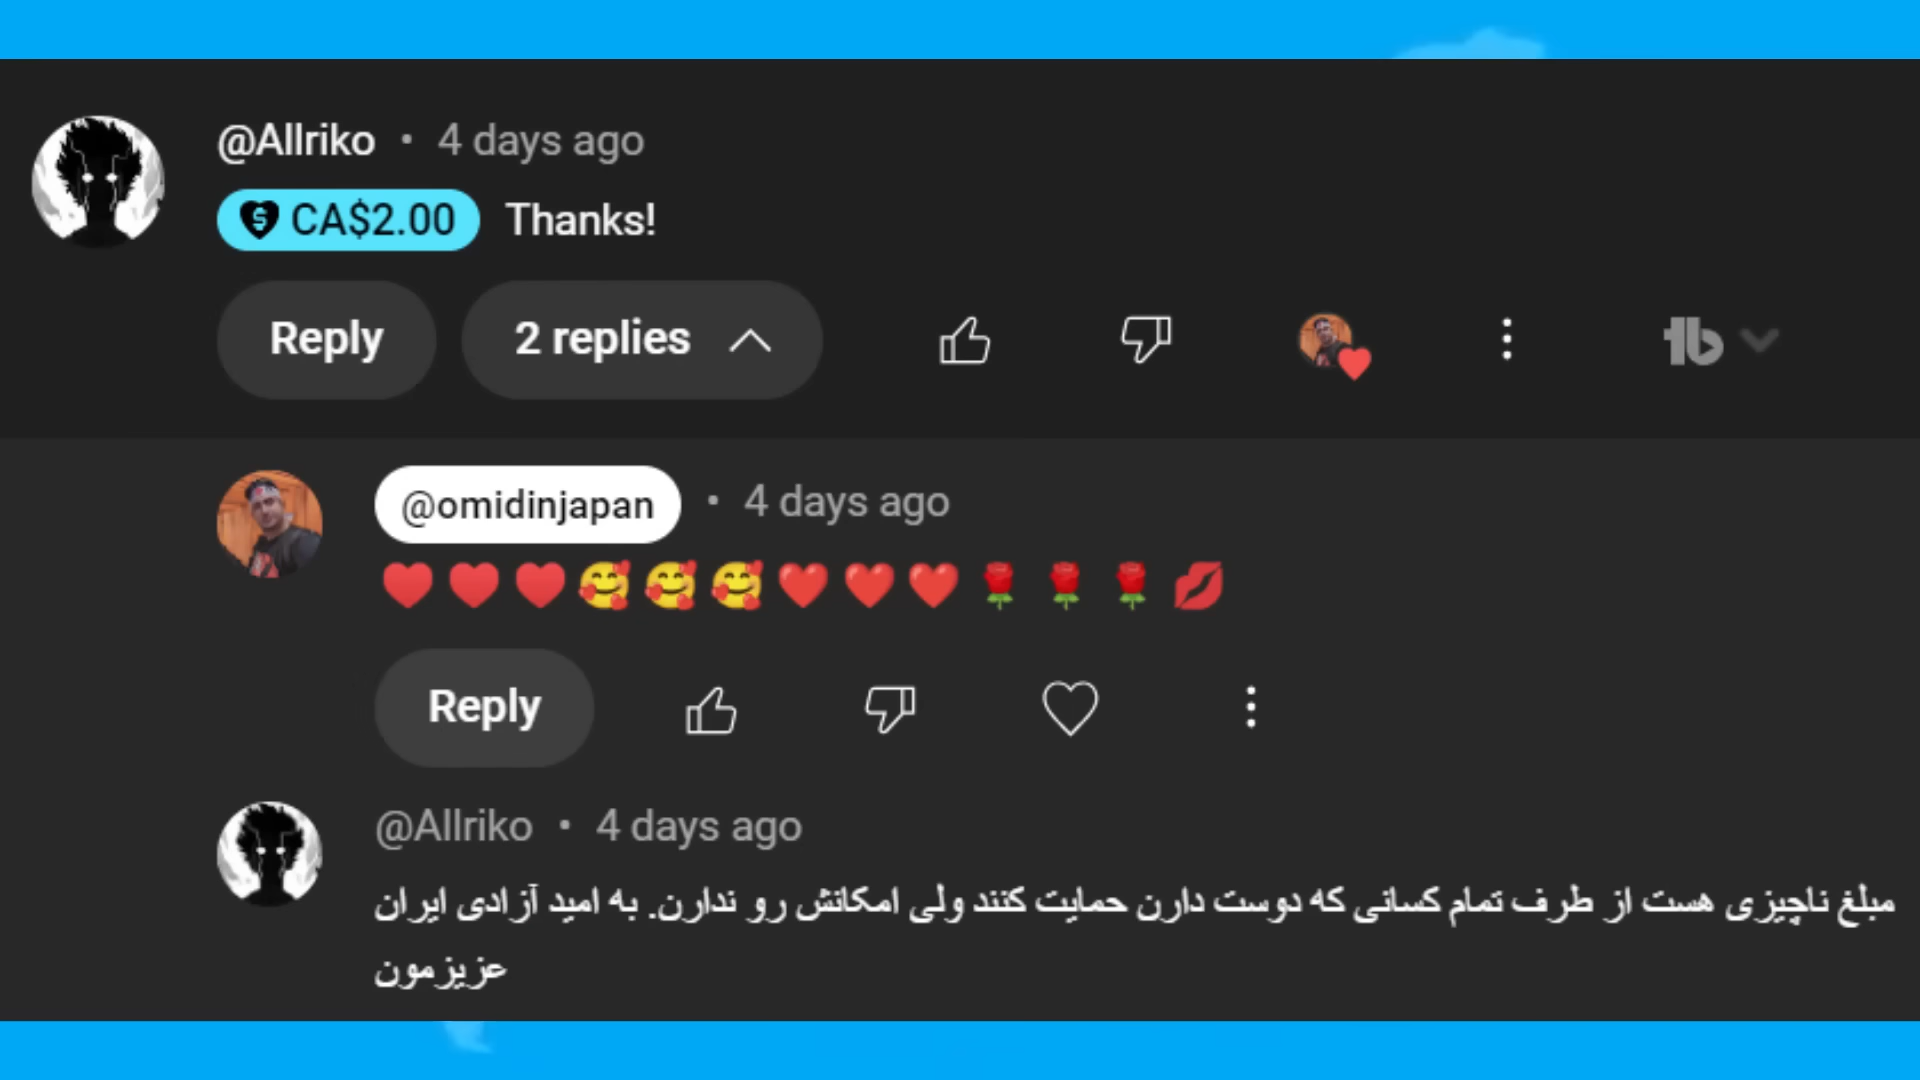 @Allriko • 4 days ago
CA$2.00 Thanks!
Reply 2 replies
@omidinjapan • 4 days ago
♥️♥️♥️🥰🥰🥰❤️❤️❤️🌹🌹🌹💋
Reply
@Allriko • 4 days ago
مبلغ ناچیزی هست از طرف تمام کسانی که دوست دارن حمایت کنند ولی امکانش رو ندارن. به امید آزادی ایران
عزیزمون